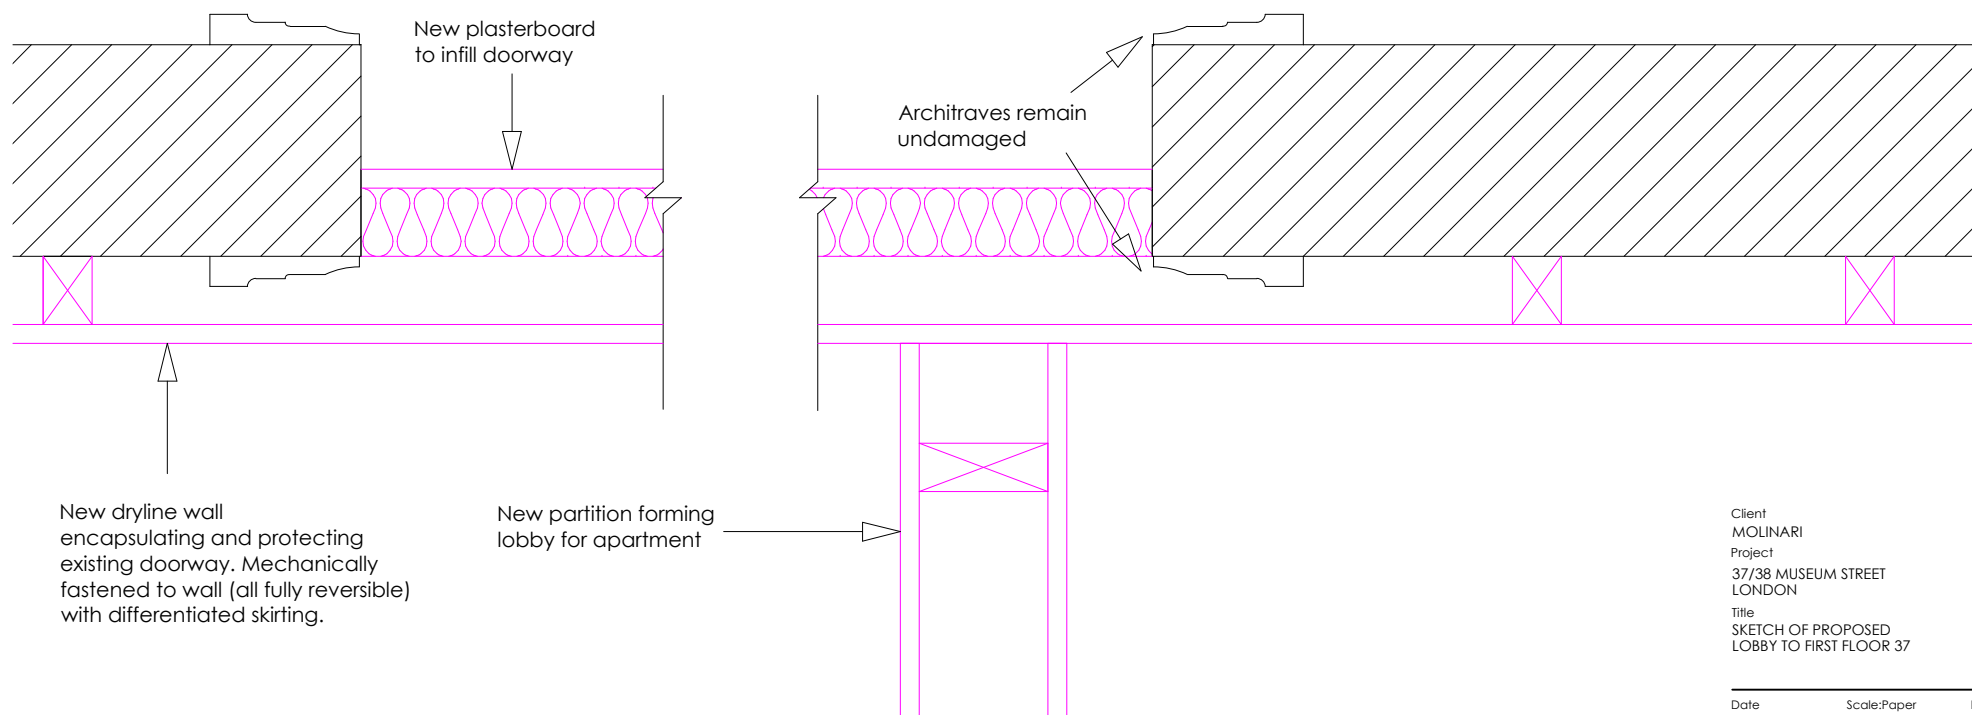 New plasterboard
to infill doorway
Architraves remain
undamaged
New dryline wall
encapsulating and protecting
existing doorway. Mechanically
fastened to wall (all fully reversible)
with differentiated skirting.
New partition forming
lobby for apartment
Client
MOLINARI
Project
37/38 MUSEUM STREET
LONDON
Title
SKETCH OF PROPOSED
LOBBY TO FIRST FLOOR 37
Date Scale:Paper